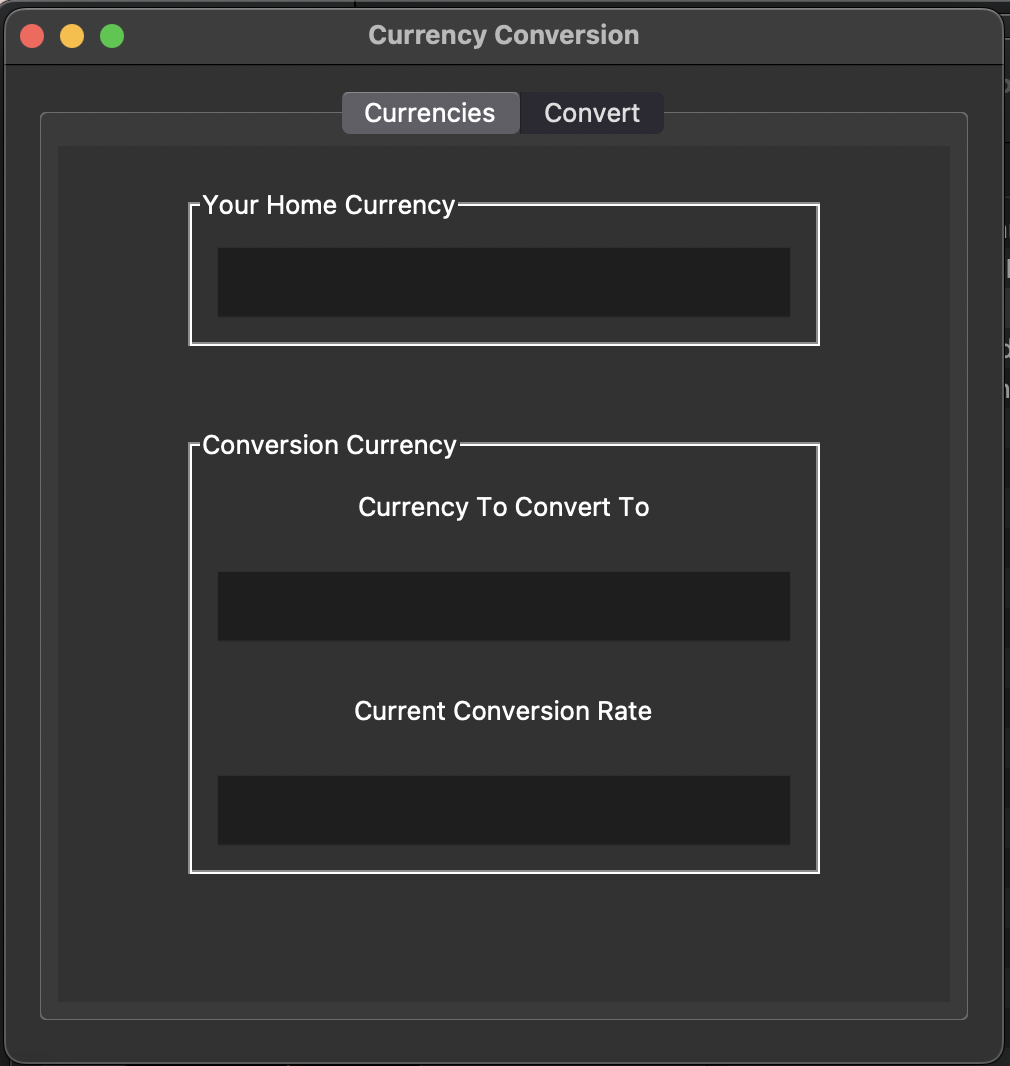 Currency Conversion
Currencies Convert
Your Home Currency
Conversion Currency
Currency To Convert To
Current Conversion Rate